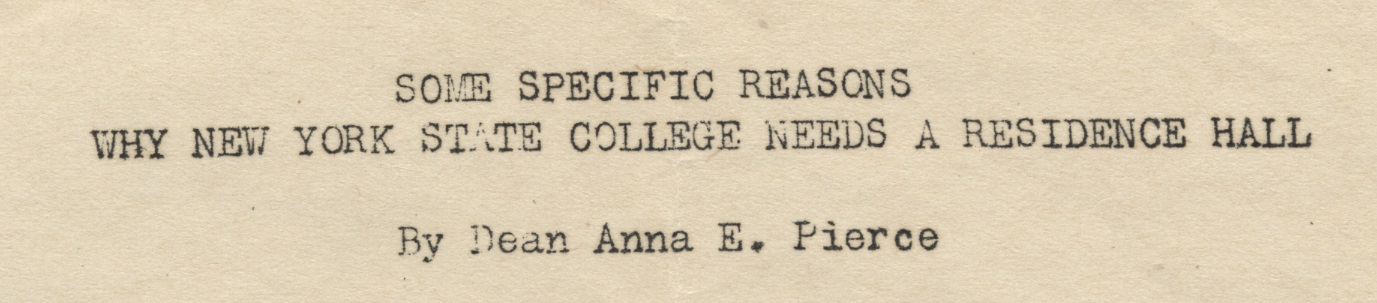 SOME SPECIFIC REASONS
WHY NEW YORK STATE COLLEGE NEEDS A RESIDENCE HALL
By Dean Anna E. Pierce